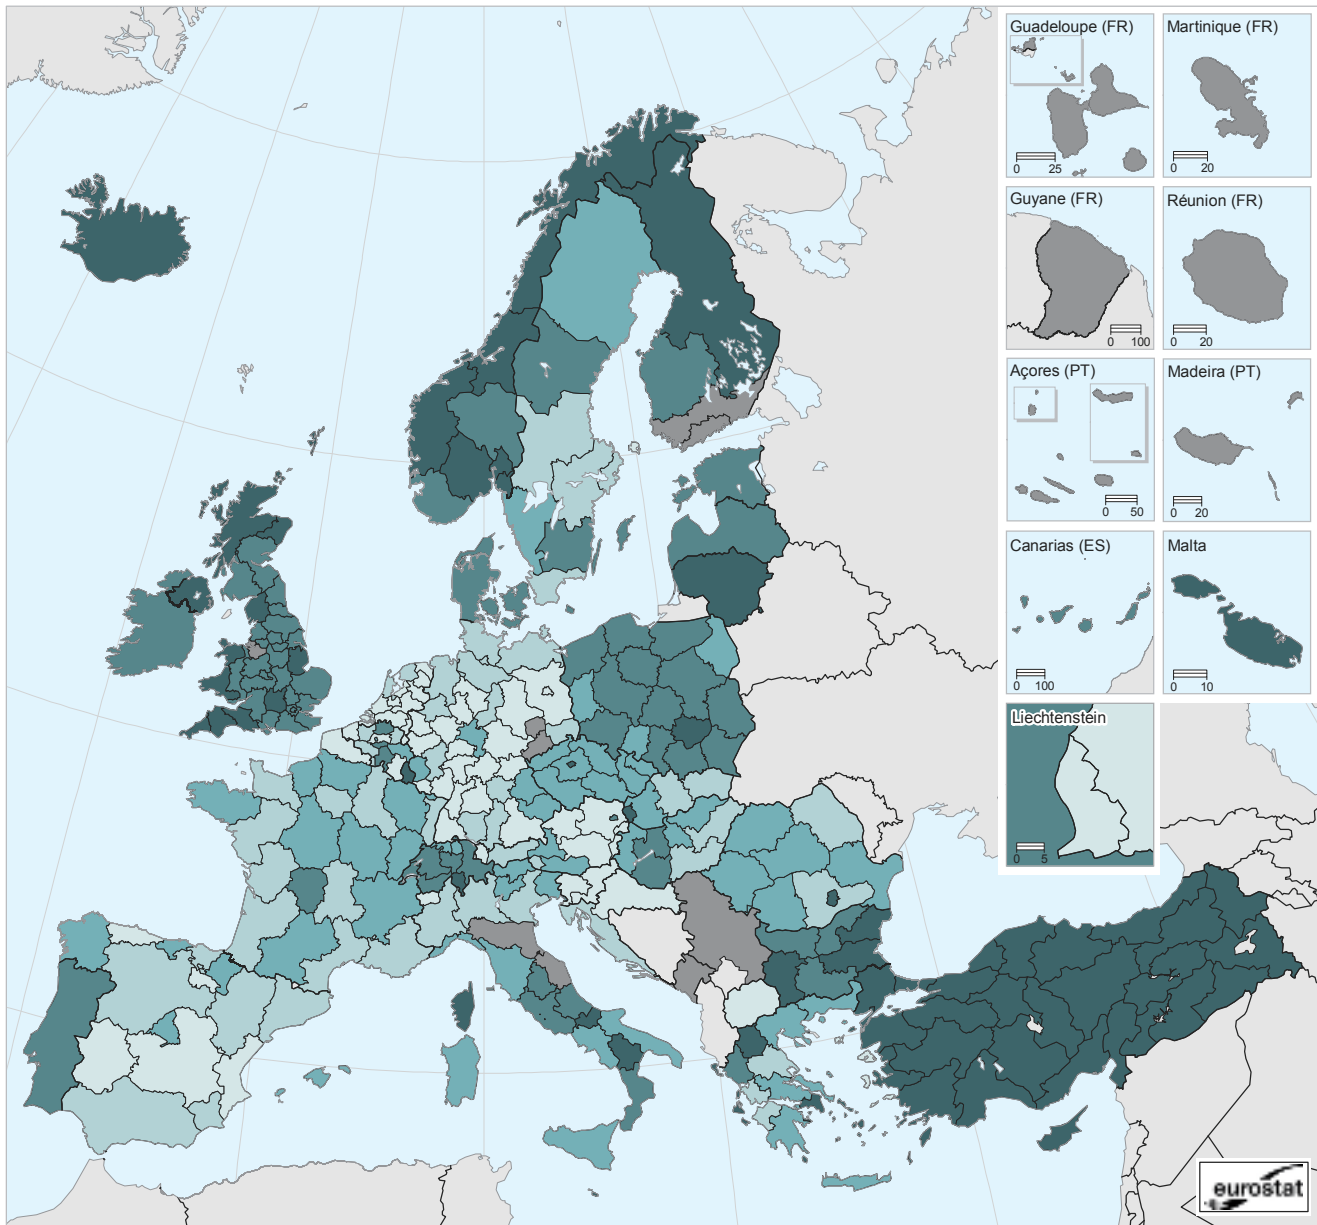 Guadeloupe (FR)
0 25
Martinique (FR)
0 20
Guyane (FR)
0 100
Réunion (FR)
0 20
Açores (PT)
0 50
Madeira (PT)
0 20
Canarias (ES)
0 100
Malta
0 10
Liechtenstein
0 5
eurostat